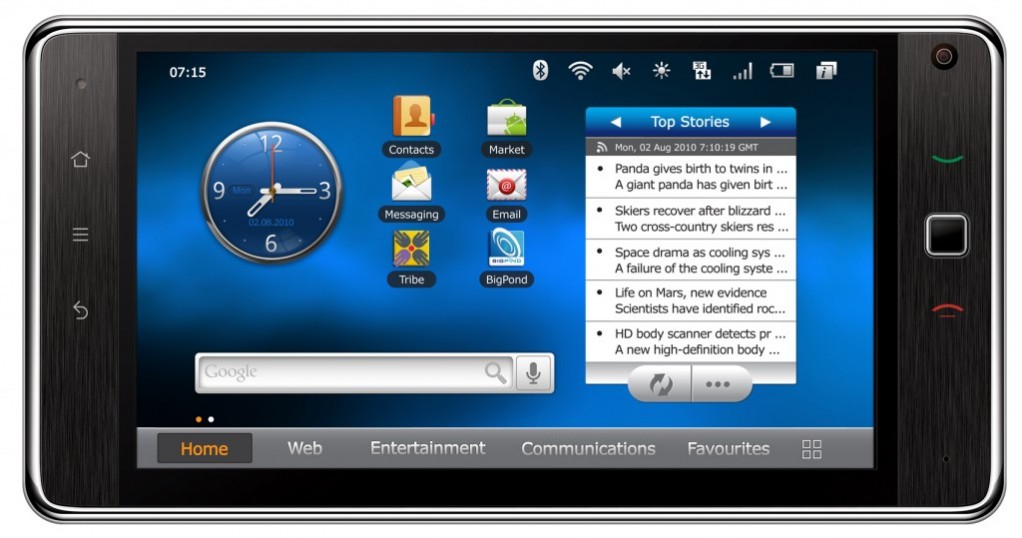 07:15
3G
12
9
Mon
3
02.08.2010
6
Contacts
Market
Messaging
Email
Tribe
BIGPOND
BigPond
Top Stories
Mon, 02 Aug 2010 7:10:19 GMT
Panda gives birth to twins in ...
A giant panda has given birt ...
Skiers recover after blizzard ...
Two cross-country skiers res ...
Space drama as cooling sys ...
A failure of the cooling syste ...
Life on Mars, new evidence
Scientists have identified roc...
HD body scanner detects pr ...
A new high-definition body ...
Google
Home
Web
Entertainment
Communications
Favourites